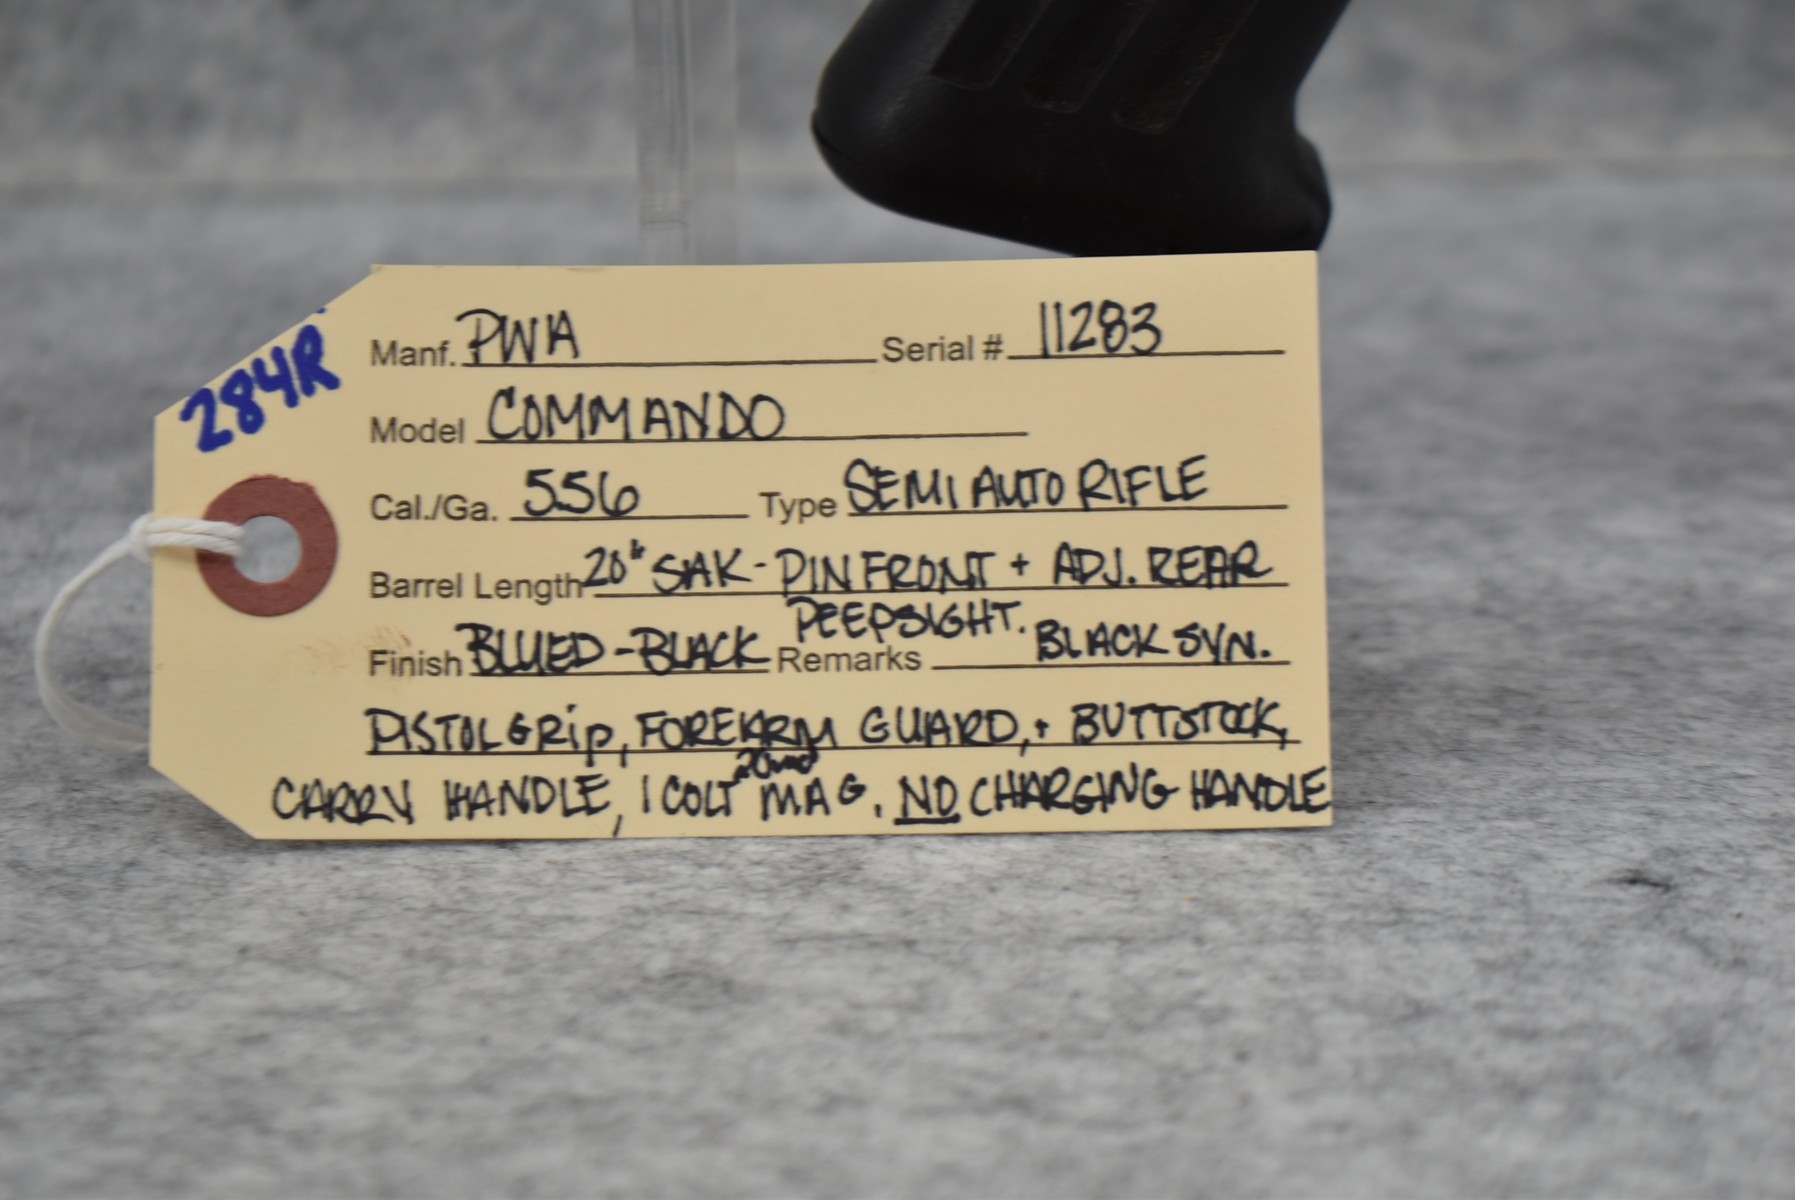 284R
Manf. PWA Serial # 11283
Model COMMANDO
Cal./Ga. 556 Type SEMI AUTO RIFLE
Barrel Length 20" SAK - PIN FRONT + ADJ. REAR
PEEPSIGHT.
Finish BLUED - BLACK Remarks BLACK SYN.
PISTOL GRIP, FOREARM GUARD, + BUTTSTOCK,
20rnd
CARRY HANDLE, 1 COLT MAG. NO CHARGING HANDLE